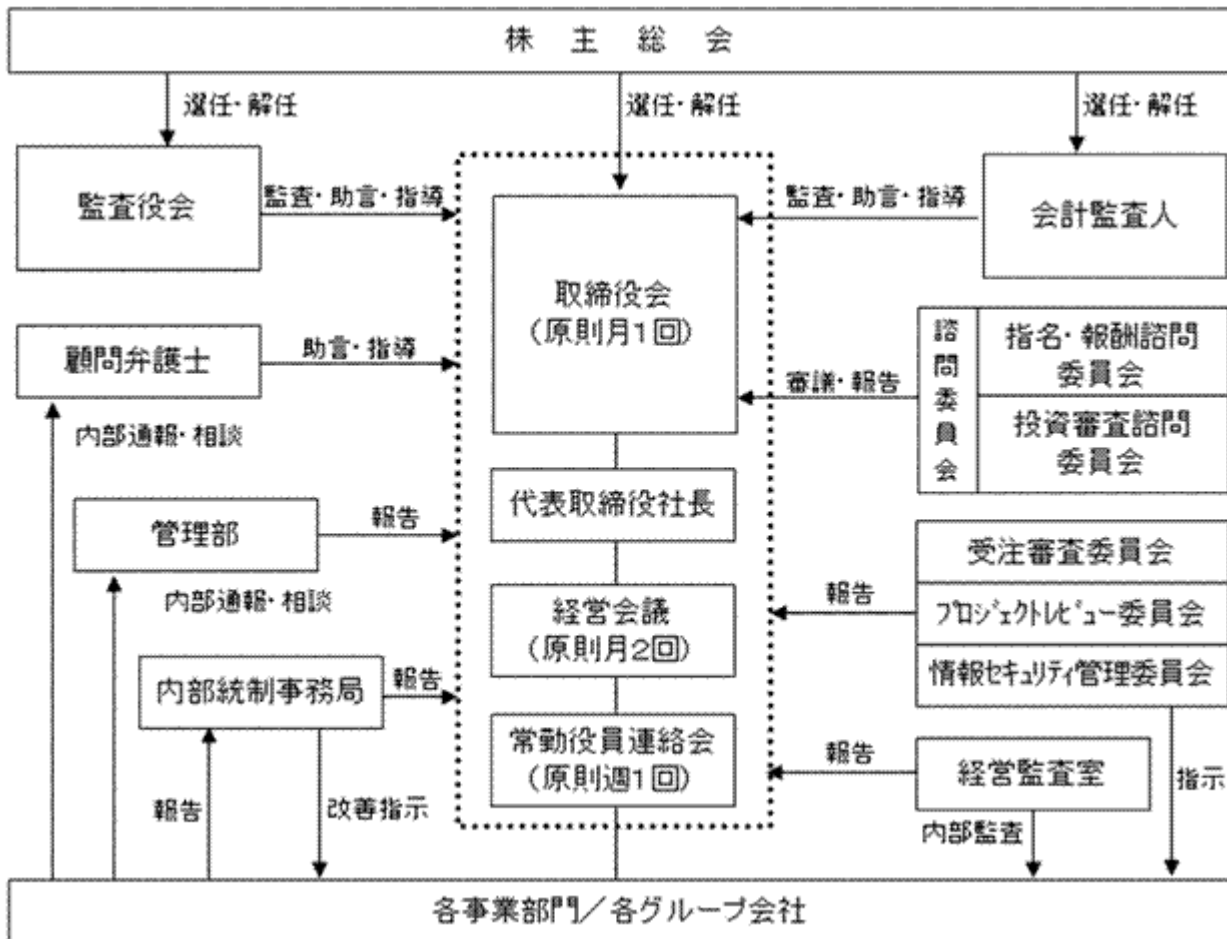 株 主 総 会
選任・解任
選任・解任
選任・解任
監査役会
監査・助言・指導
監査・助言・指導
会計監査人
取締役会
(原則月1回)
顧問弁護士
助言・指導
審議・報告
諮問委員会
指名・報酬諮問
委員会
投資審査諮問
委員会
内部通報・相談
代表取締役社長
管理部
報告
受注審査委員会
内部通報・相談
経営会議
(原則月2回)
報告
プロジェクトレビュー委員会
内部統制事務局
報告
情報セキュリティ管理委員会
常勤役員連絡会
(原則週1回)
報告
経営監査室
指示
報告
改善指示
内部監査
各事業部門/各グループ会社